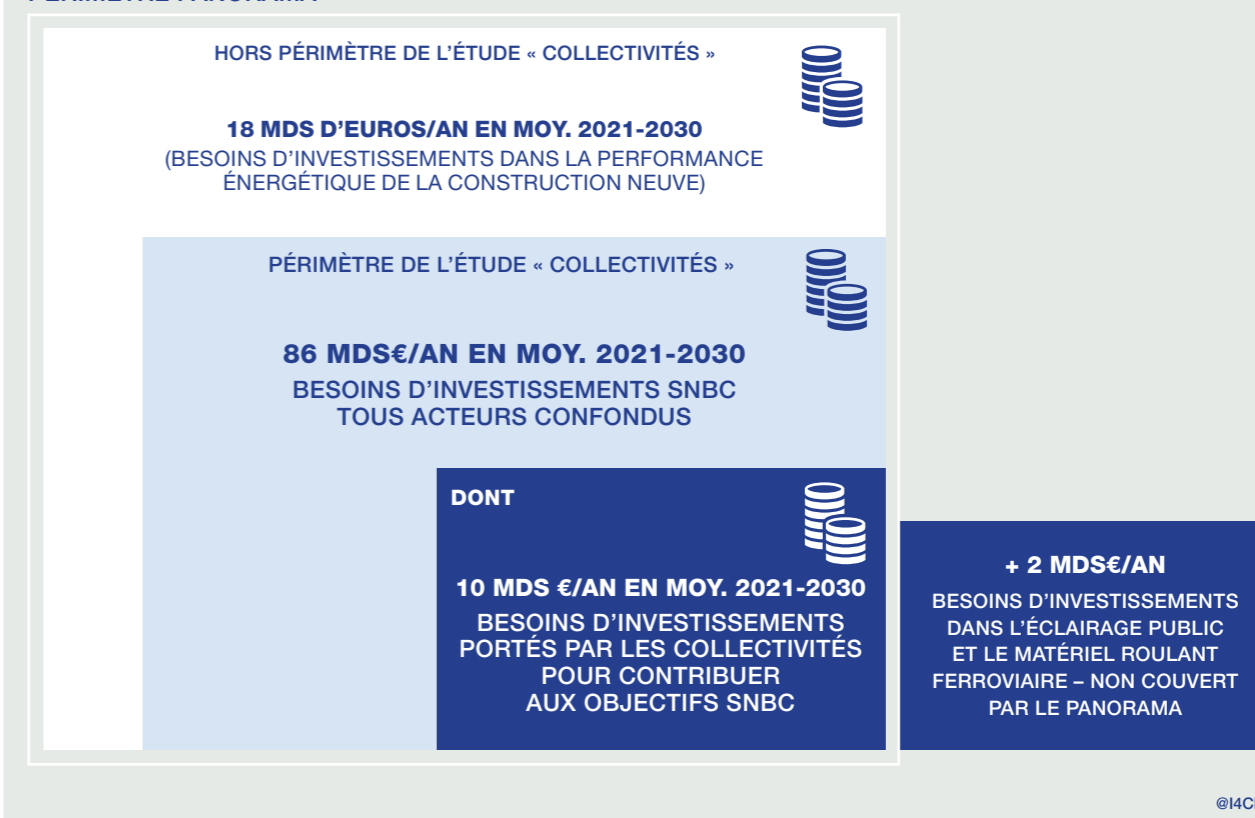 PÉRIMÈTRE PANORAMA
HORS PÉRIMÈTRE DE L'ÉTUDE « COLLECTIVITÉS »
18 MDS D'EUROS/AN EN MOY. 2021-2030
(BESOINS D'INVESTISSEMENTS DANS LA PERFORMANCE
ÉNERGÉTIQUE DE LA CONSTRUCTION NEUVE)
PÉRIMÈTRE DE L'ÉTUDE « COLLECTIVITÉS »
86 MDS€/AN EN MOY. 2021-2030
BESOINS D'INVESTISSEMENTS SNBC
TOUS ACTEURS CONFONDUS
DONT
10 MDS €/AN EN MOY. 2021-2030
BESOINS D'INVESTISSEMENTS
PORTÉS PAR LES COLLECTIVITÉS
POUR CONTRIBUER
AUX OBJECTIFS SNBC
+ 2 MDS€/AN
BESOINS D'INVESTISSEMENTS
DANS L'ÉCLAIRAGE PUBLIC
ET LE MATÉRIEL ROULANT
FERROVIAIRE – NON COUVERT
PAR LE PANORAMA